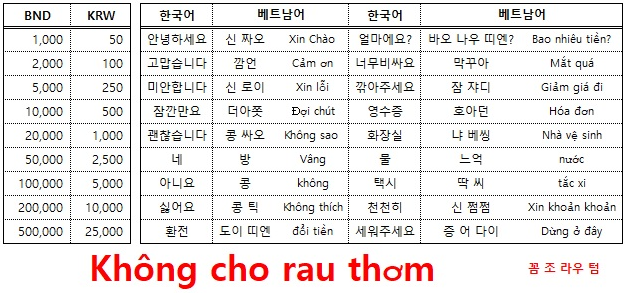 BND KRW 한국어 베트남어 한국어 베트남어
1,000 50 안녕하세요 신 짜오 Xin Chào 얼마에요? 바오 나우 띠엔? Bao nhiêu tiền?
2,000 100 고맙습니다 깜언 Cảm ơn 너무비싸요 막꾸아 Mắt quá
5,000 250 미안합니다 신 로이 Xin lỗi 깎아주세요 잠 쟈디 Giảm giá đi
10,000 500 잠깐만요 더아쫏 Đợi chút 영수증 호아던 Hóa đơn
20,000 1,000 괜찮습니다 콩 싸오 Không sao 화장실 냐 베씽 Nhà vệ sinh
50,000 2,500 네 방 Váng 물 느억 nước
100,000 5,000 아니요 콩 không 택시 딱 씨 tắc xi
200,000 10,000 싫어요 콩 틱 Không thích 천천히 신 쩜쩜 Xin khoản khoản
500,000 25,000 환전 도이 띠엔 đổi tiền 세워주세요 증 어 다이 Dừng ở đây
Không cho rau thơm 꼼 조 라우 텀